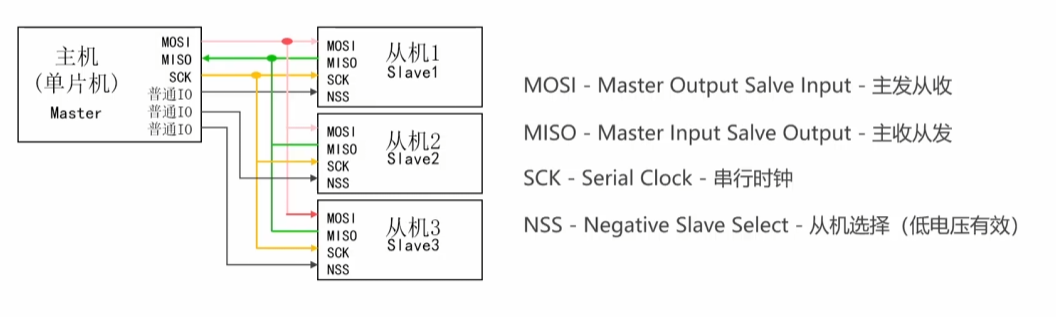 主机
(单片机)
Master
MOSI
MISO
SCK
普通IO
普通IO
普通IO
MOSI
MISO
SCK
NSS
从机1
Slave1
MOSI
MISO
SCK
NSS
从机2
Slave2
MOSI
MISO
SCK
NSS
从机3
Slave3
MOSI - Master Output Salve Input - 主发从收
MISO - Master Input Salve Output - 主收从发
SCK - Serial Clock - 串行时钟
NSS - Negative Slave Select - 从机选择（低电压有效）